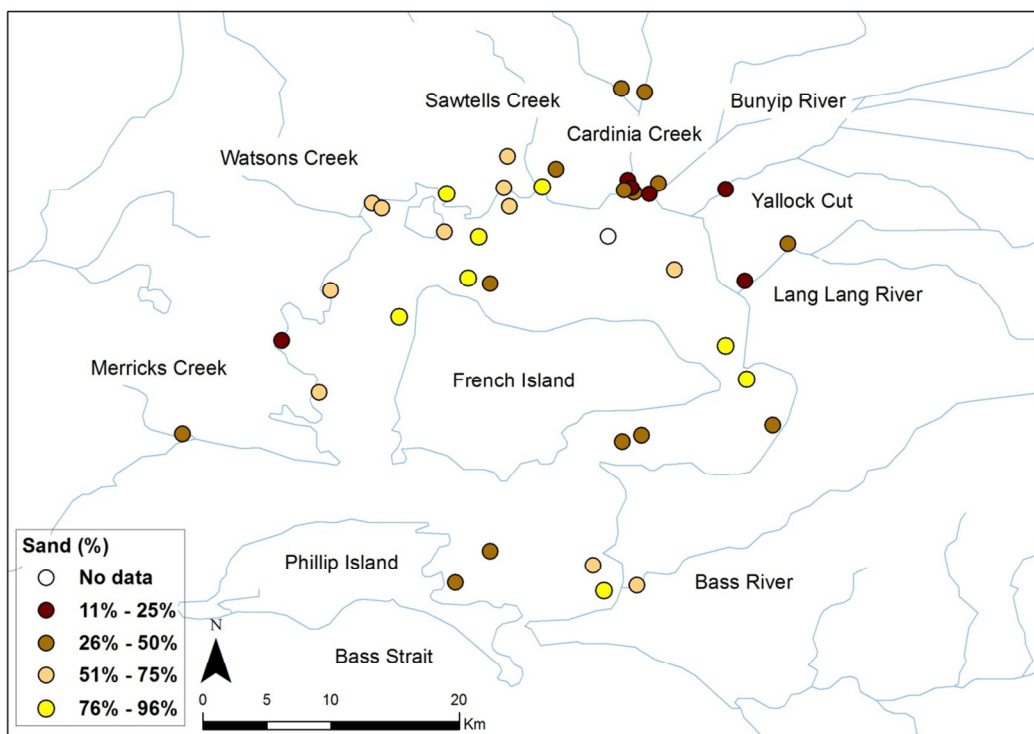 Sawtells Creek
Bunyip River
Cardinia Creek
Watsons Creek
Yallock Cut
Lang Lang River
Merricks Creek
French Island
Phillip Island
Bass River
Bass Strait
Sand (%)
No data
11% - 25%
26% - 50%
51% - 75%
76% - 96%
N
0 5 10 20
Km